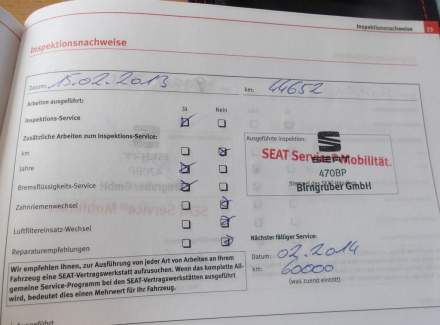 Inspektionsnachweise
Inspektionsnachweise
Datum: 15.02.2013 km: 44652
Arbeiten ausgeführt:
Ja Nein
Inspektions-Service
Zusätzliche Arbeiten zum Inspektions-Service:
Ausgeführte Inspektion:
km
SEAT Service Mobilität.
SEAT
Jahre
470BP
Bremsflüssigkeits-Service
Birngruber GmbH
Zahnriemenwechsel
Luftfiltereinsatz-Wechsel
Nächster fälliger Service:
Reparaturempfehlungen
Datum: 02.2014
km: 60000
(was zuerst eintritt)
Wir empfehlen Ihnen, zur Ausführung von jeder Art von Arbeiten an Ihrem
Fahrzeug eine SEAT-Vertragswerkstatt aufzusuchen. Wenn das komplette All-
gemeine Service-Programm bei den SEAT-Vertragswerkstätten ausgeführt
wird, bedeutet dies einen Mehrwert für Ihr Fahrzeug.